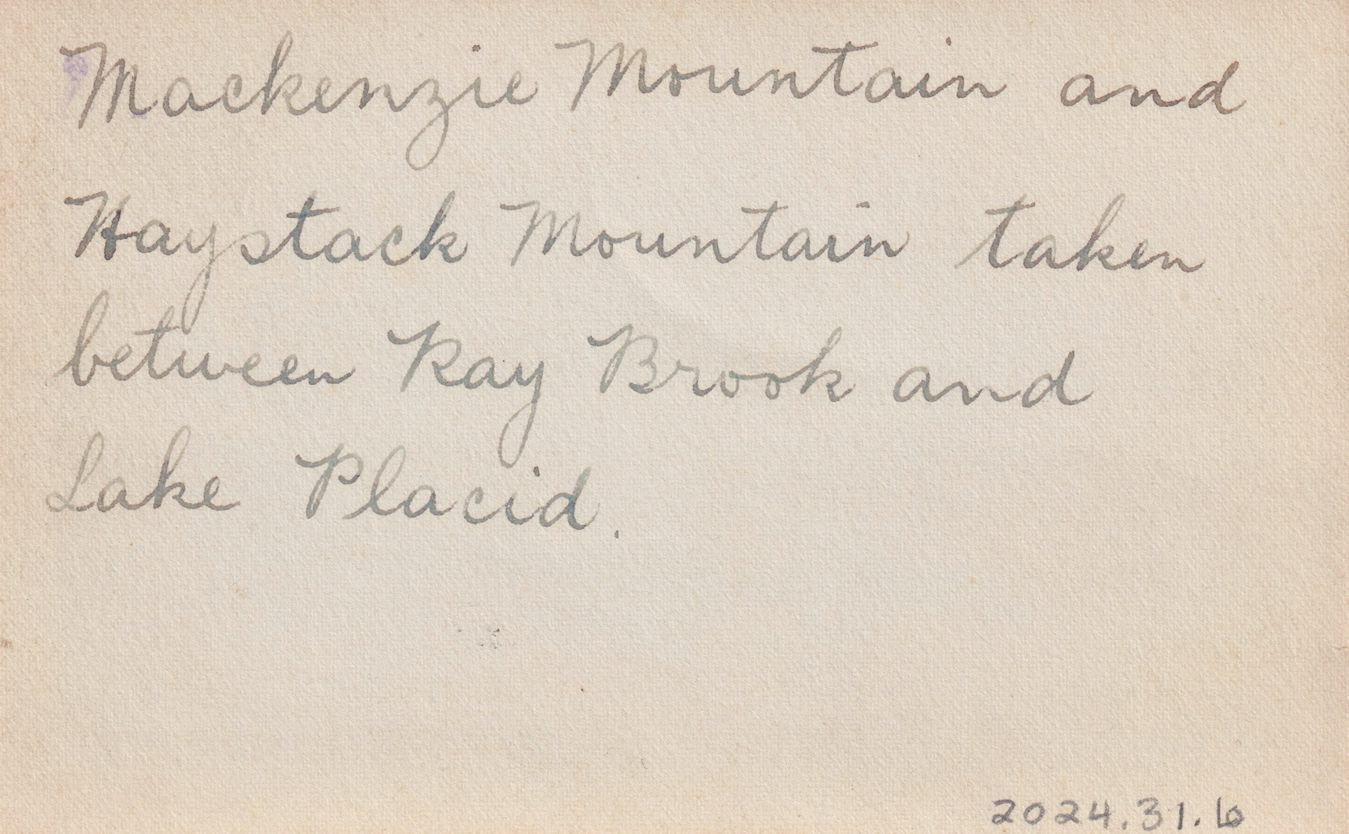 Mackenzie Mountain and
Haystack Mountain taken
between Ray Brook and
Lake Placid.
2024.31.6